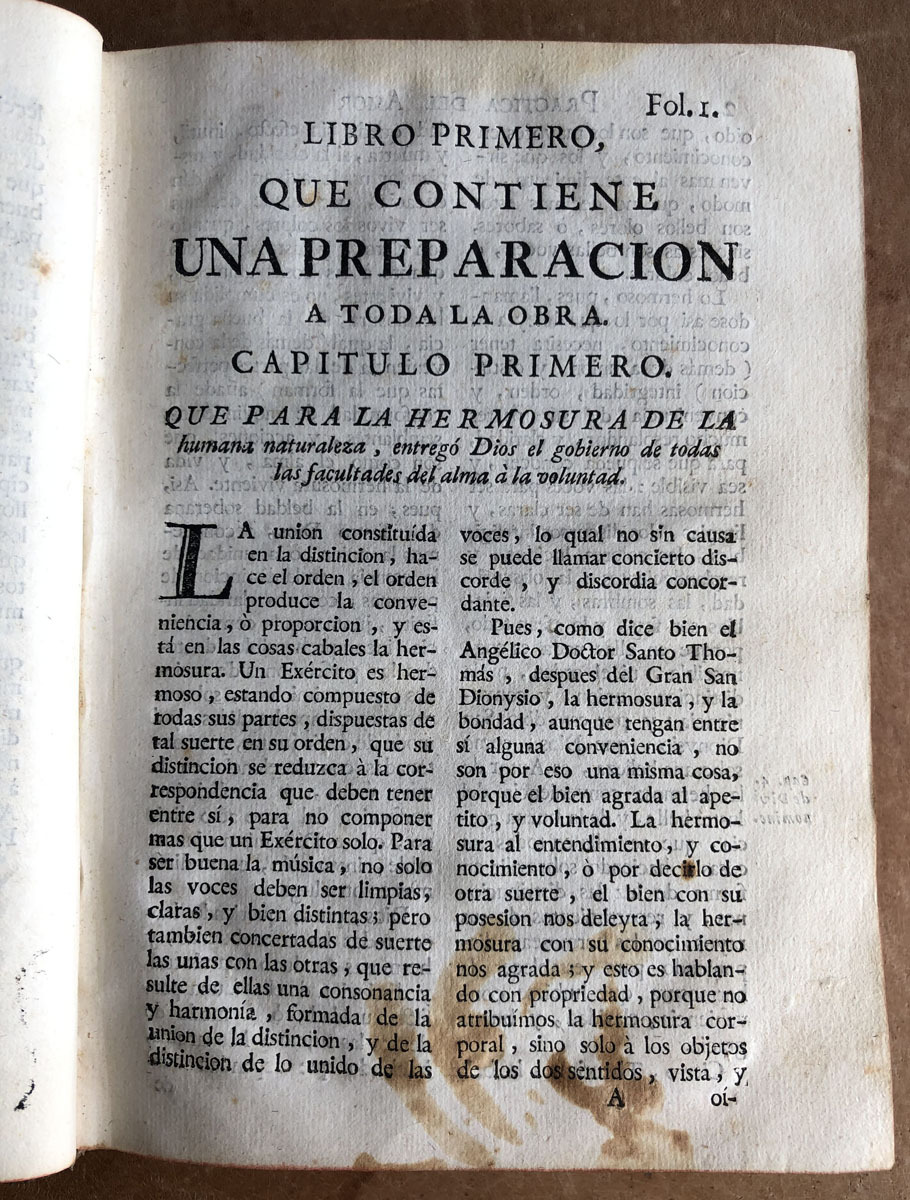 Fol. 1.
LIBRO PRIMERO,
QUE CONTIENE
UNA PREPARACION
A TODA LA OBRA.
CAPITULO PRIMERO.
QUE PARA LA HERMOSURA DE LA
humana naturaleza, entregó Dios el gobierno de todas
las facultades del alma à la voluntad.
LA union constituída
en la distincion, ha-
ce el orden, el orden
produce la conve-
niencia, ò proporcion, y es-
tá en las cosas cabales la her-
mosura. Un Exército es her-
moso, estando compuesto de
todas sus partes, dispuestas de
tal suerte en su orden, que su
distincion se reduzca à la cor-
respondencia que deben tener
entre sí, para no componer
mas que un Exército solo. Para
ser buena la música, no solo
las voces deben ser limpias,
claras, y bien distintas; pero
tambien concertadas de suerte
las unas con las otras, que re-
sulte de ellas una consonancia
y harmonía, formada de la
union de la distincion, y de la
distincion de lo unido de las
voces, lo qual no sin causa
se puede llamar concierto dis-
corde, y discordia concor-
dante.
Pues, como dice bien el
Angélico Doctor Santo Tho-
más, despues del Gran San
Dionysio, la hermosura, y la
bondad, aunque tengan entre
sí alguna conveniencia, no
son por eso una misma cosa,
porque el bien agrada al ape-
tito, y voluntad. La hermo-
sura al entendimiento, y co-
nocimiento, ò por decirlo de
otra suerte, el bien con su
posesion nos deleyta; la her-
mosura con su conocimiento
nos agrada; y esto es hablan-
do con propriedad, porque no
atribuímos la hermosura cor-
poral, sino solo à los objetos
de los dos sentidos, vista, y
A oí-